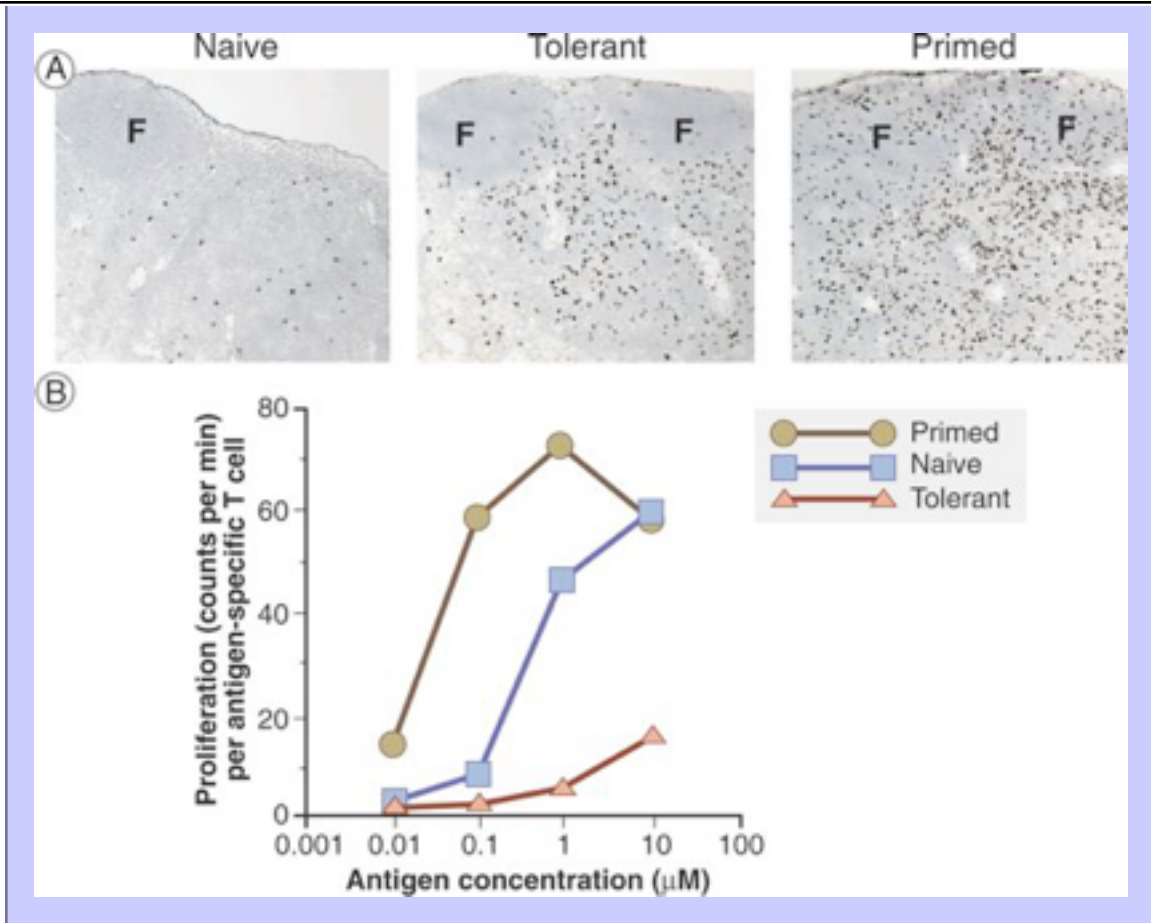 Naive Tolerant Primed
A
F F F F F
B
Proliferation (counts per min)
per antigen-specific T cell
80
60
40
20
0
0.001 0.01 0.1 1 10 100
Antigen concentration (μM)
Primed
Naive
Tolerant